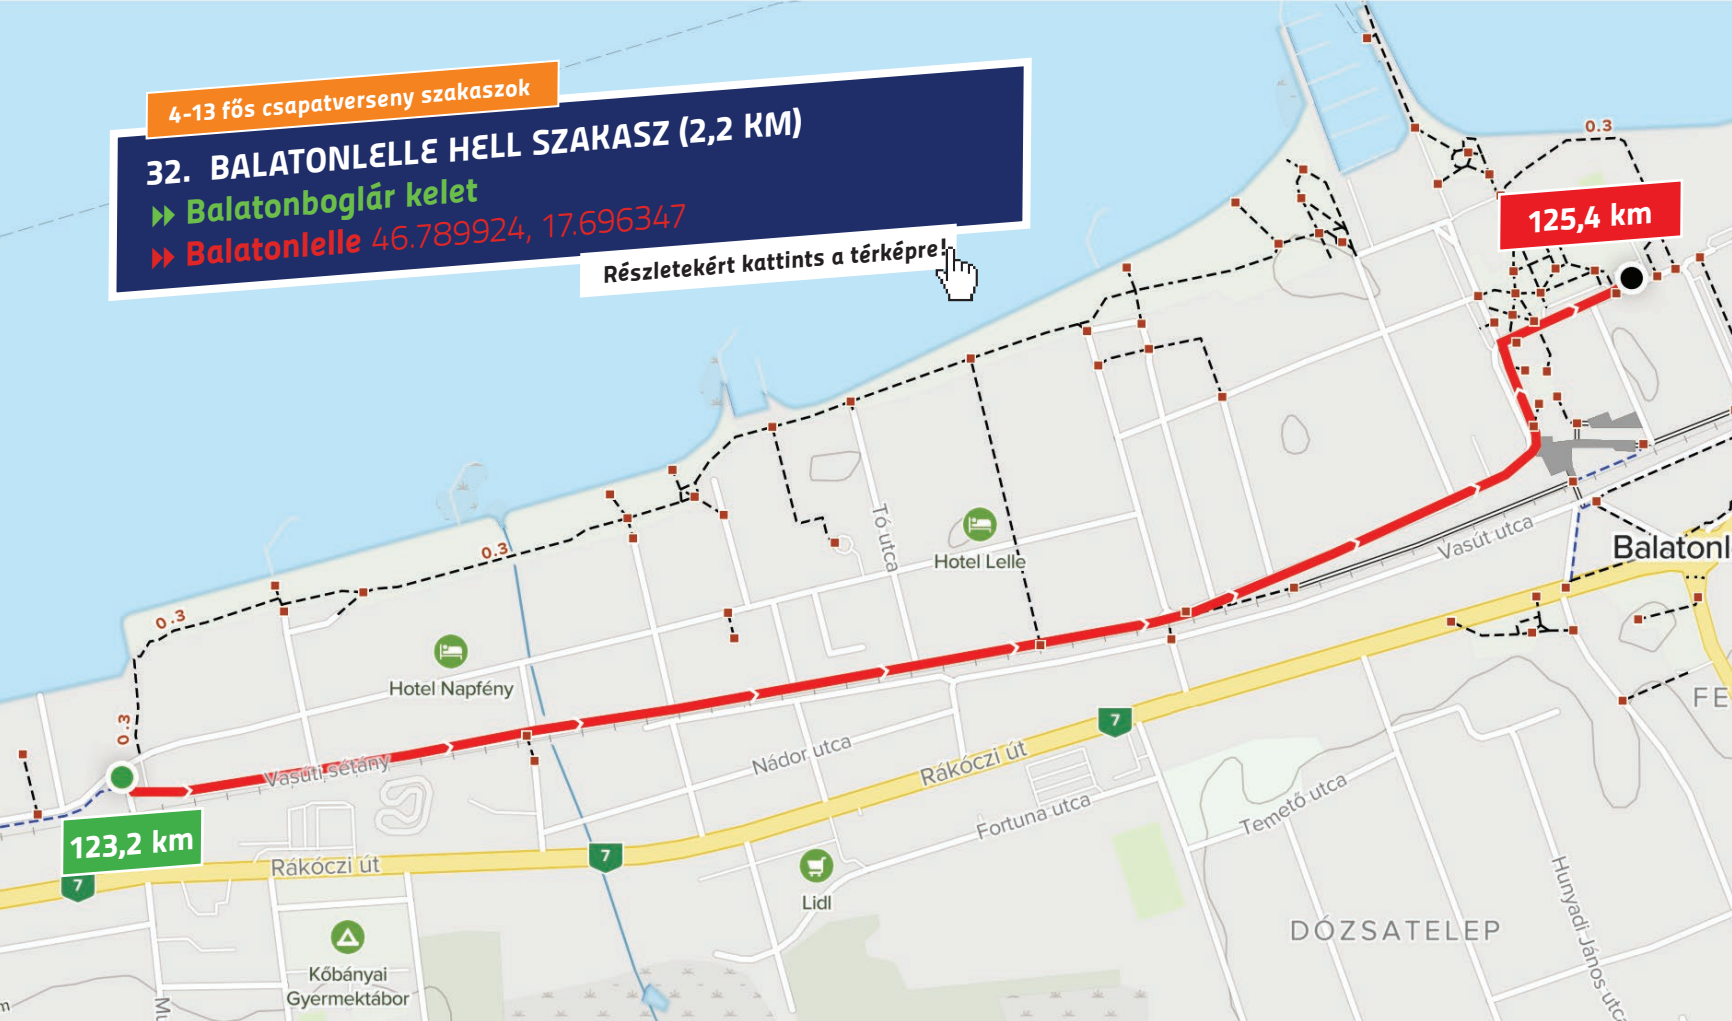 4-13 fős csapatverseny szakaszok
32. BALATONLELLE HELL SZAKASZ (2,2 KM)
Balatonboglár kelet
Balatonlelle 46.789924, 17.696347
Részletekért kattints a térképre!
0.3
125,4 km
0.3
Tó utca
Hotel Lelle
Vasút utca
Balatonl
0.3
Hotel Napfény
0.3
FE
7
Vasúti sétány
Nádor utca
Rákóczi út
Fortuna utca
Temető utca
123,2 km
7
Rákóczi út
7
Lidl
DÓZSATELEP
Hunyadi János utc
Kőbányai
Gyermektábor
Mu
m